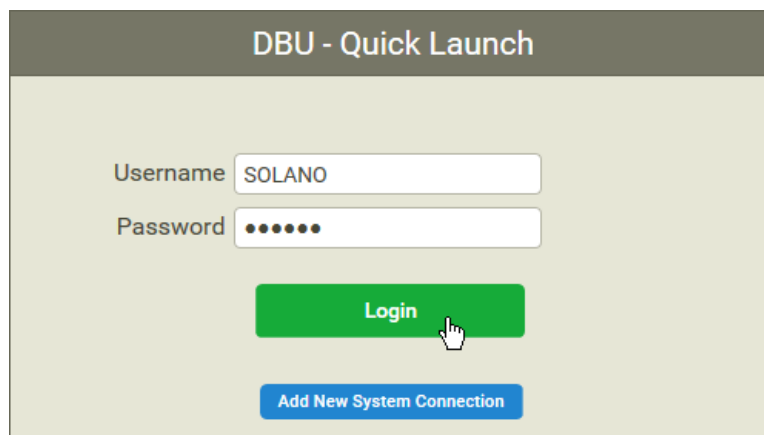 DBU - Quick Launch
Username SOLANO
Password ●●●●●●
Login
Add New System Connection